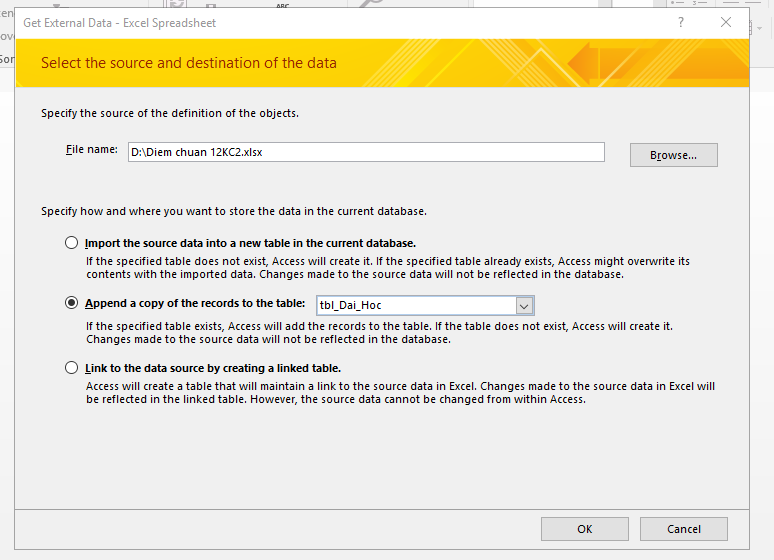 Get External Data - Excel Spreadsheet
?
ABC
Select the source and destination of the data
Specify the source of the definition of the objects.
File name:
D:\Diem chuan 12KC2.xlsx
Browse...
Specify how and where you want to store the data in the current database.
Import the source data into a new table in the current database.
If the specified table does not exist, Access will create it. If the specified table already exists, Access might overwrite its
contents with the imported data. Changes made to the source data will not be reflected in the database.
Append a copy of the records to the table:
tbl_Dai_Hoc
If the specified table exists, Access will add the records to the table. If the table does not exist, Access will create it.
Changes made to the source data will not be reflected in the database.
Link to the data source by creating a linked table.
Access will create a table that will maintain a link to the source data in Excel. Changes made to the source data in Excel will
be reflected in the linked table. However, the source data cannot be changed from within Access.
OK
Cancel